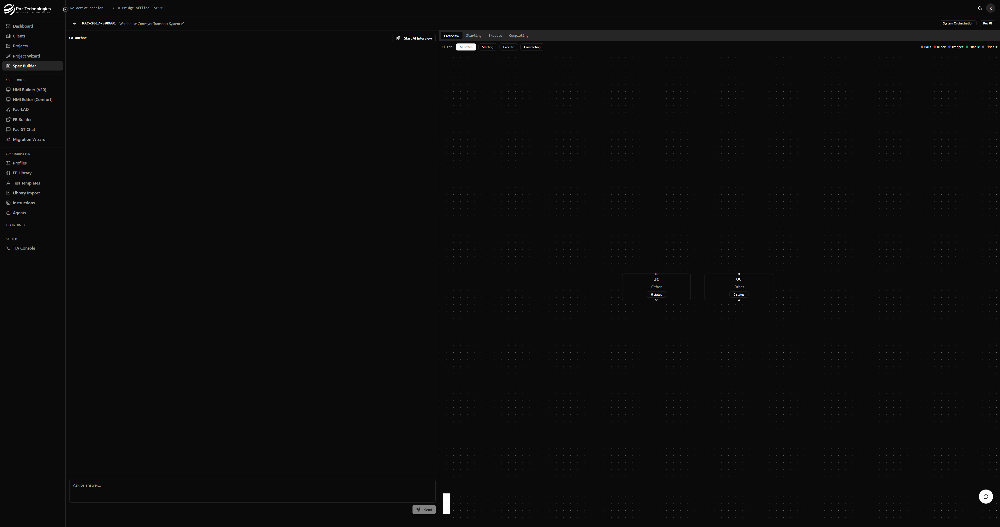 Pac Technologies
PROCESS AUTOMATION CONTROL
No active session
Bridge offline
Start
K
PAC-2617-500801
Warehouse Conveyor Transport System v2
System Orchestration
Rev 01
Dashboard
Clients
Projects
Project Wizard
Spec Builder
CODE TOOLS
HMI Builder (V20)
HMI Editor (Comfort)
Pac-LAD
FB Builder
Pac-ST Chat
Migration Wizard
CONFIGURATION
Profiles
FB Library
Test Templates
Library Import
Instructions
Agents
TRAINING
SYSTEM
TIA Console
Co-author
Start AI Interview
Ask or answer...
Send
Overview
Starting
Execute
Completing
Filter:
All states
Starting
Execute
Completing
Hold
Block
Trigger
Enable
Disable
IC
Other
0 states
OC
Other
0 states